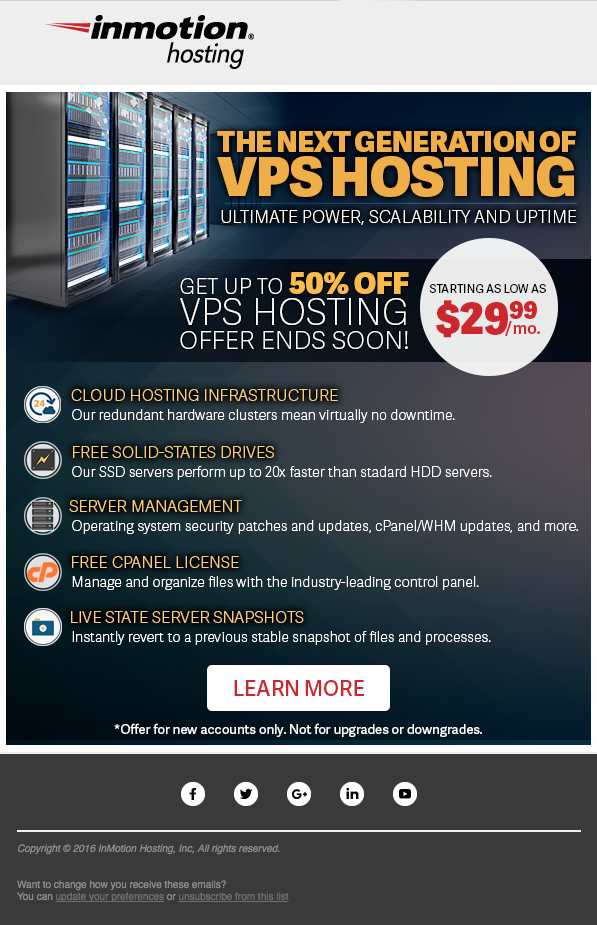 inmotion®
hosting
THE NEXT GENERATION OF
VPS HOSTING
ULTIMATE POWER, SCALABILITY AND UPTIME
GET UP TO 50% OFF
VPS HOSTING
OFFER ENDS SOON!
STARTING AS LOW AS
$29.99/mo.
24
CLOUD HOSTING INFRASTRUCTURE
Our redundant hardware clusters mean virtually no downtime.
FREE SOLID-STATES DRIVES
Our SSD servers perform up to 20x faster than stadard HDD servers.
SERVER MANAGEMENT
Operating system security patches and updates, cPanel/WHM updates, and more.
cP
FREE CPANEL LICENSE
Manage and organize files with the industry-leading control panel.
LIVE STATE SERVER SNAPSHOTS
Instantly revert to a previous stable snapshot of files and processes.
LEARN MORE
*Offer for new accounts only. Not for upgrades or downgrades.
f G+ in
Copyright © 2016 InMotion Hosting, Inc, All rights reserved.
Want to change how you receive these emails?
You can update your preferences or unsubscribe from this list